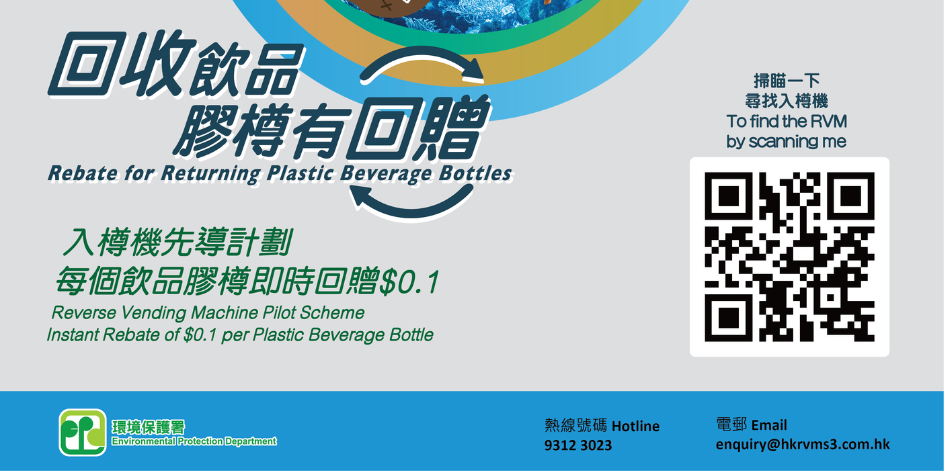 回收飲品
膠樽有回贈
Rebate for Returning Plastic Beverage Bottles
入樽機先導計劃
每個飲品膠樽即時回贈$0.1
Reverse Vending Machine Pilot Scheme
Instant Rebate of $0.1 per Plastic Beverage Bottle
掃瞄一下
尋找入樽機
To find the RVM
by scanning me
環境保護署
Environmental Protection Department
熱線號碼 Hotline
9312 3023
電郵 Email
enquiry@hkrvms3.com.hk